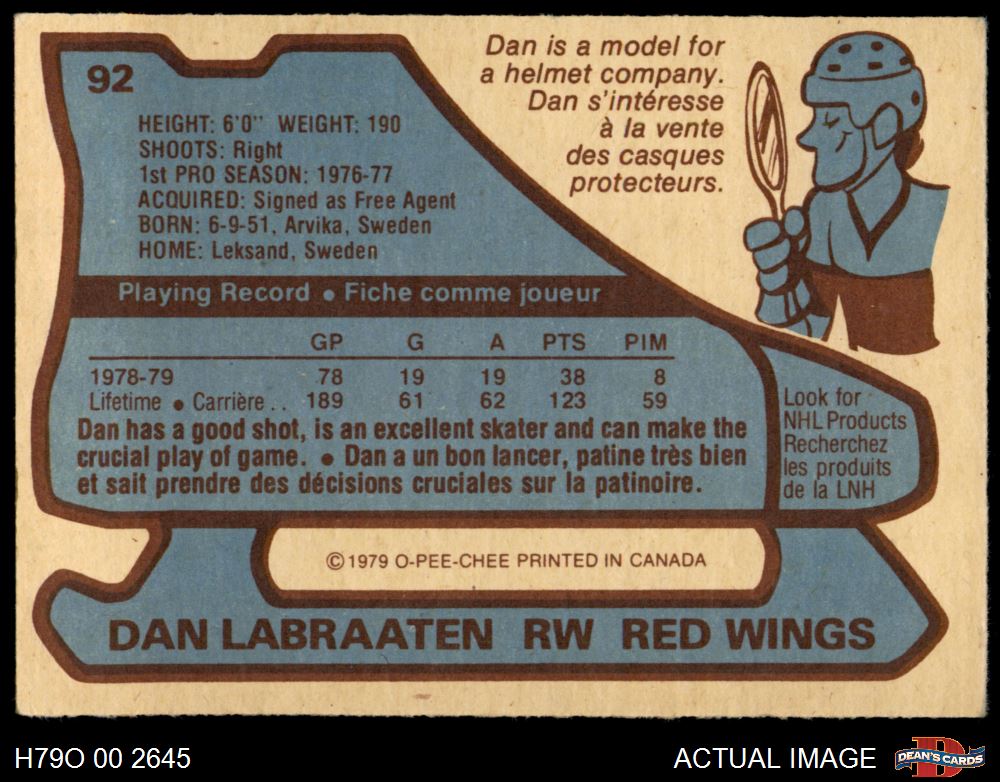 92
HEIGHT: 6'0" WEIGHT: 190
SHOOTS: Right
1st PRO SEASON: 1976-77
ACQUIRED: Signed as Free Agent
BORN: 6-9-51, Arvika, Sweden
HOME: Leksand, Sweden
Dan is a model for
a helmet company.
Dan s'intéresse
à la vente
des casques
protecteurs.
Playing Record • Fiche comme joueur
GP G A PTS PIM
1978-79 78 19 19 38 8
Lifetime • Carrière . . 189 61 62 123 59
Dan has a good shot, is an excellent skater and can make the
crucial play of game. • Dan a un bon lancer, patine très bien
et sait prendre des décisions cruciales sur la patinoire.
Look for
NHL Products
Recherchez
les produits
de la LNH
© 1979 O-PEE-CHEE PRINTED IN CANADA
DAN LABRAATEN RW RED WINGS
H79O 00 2645
ACTUAL IMAGE
D
DEAN'S CARDS